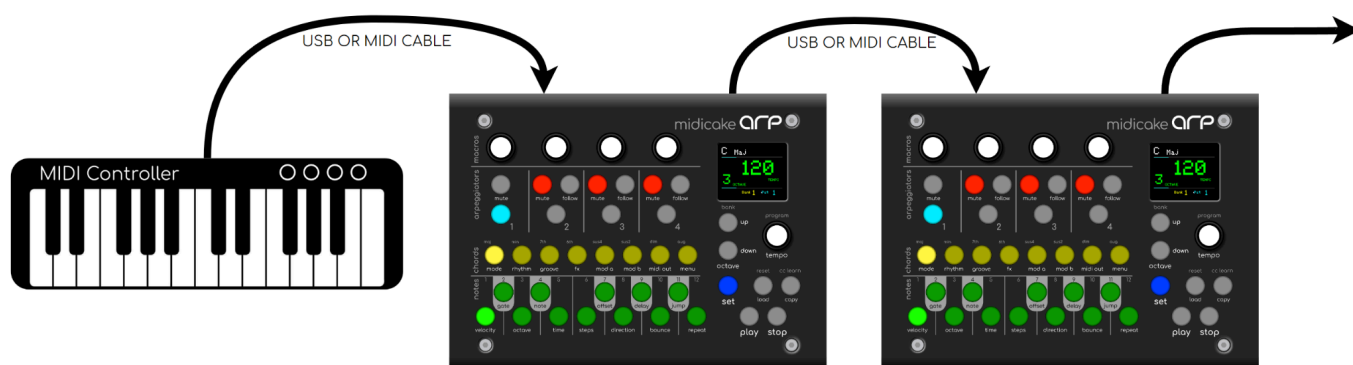 USB OR MIDI CABLE
USB OR MIDI CABLE
MIDI Controller
midicake arp
macros
C MaJ
120
3
arpeggiators
mute
mute follow
mute follow
mute follow
1 2 3 4
bank
up
program
down
tempo
octave
chords
mode rhythm groove fx mod a mod b midi out menu
reset cc learn
set load copy
notes
gate note offset delay jump
velocity octave time steps direction bounce repeat
play stop
midicake arp
macros
C MaJ
120
3
arpeggiators
mute
mute follow
mute follow
mute follow
1 2 3 4
bank
up
program
down
tempo
octave
chords
mode rhythm groove fx mod a mod b midi out menu
reset cc learn
set load copy
notes
gate note offset delay jump
velocity octave time steps direction bounce repeat
play stop